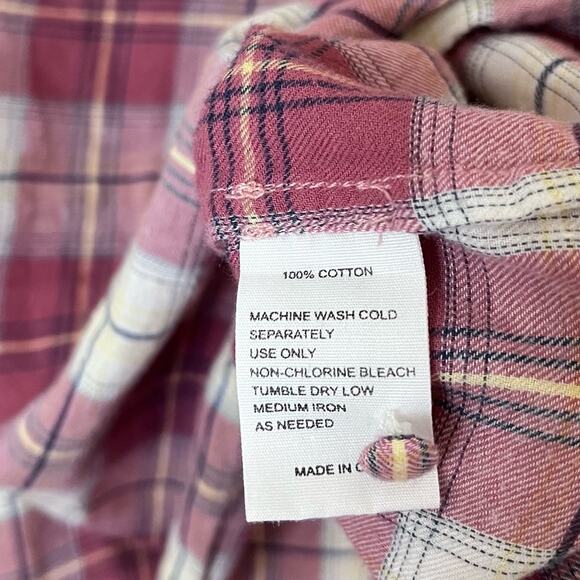 100% COTTON
MACHINE WASH COLD
SEPARATELY
USE ONLY
NON-CHLORINE BLEACH
TUMBLE DRY LOW
MEDIUM IRON
AS NEEDED
MADE IN